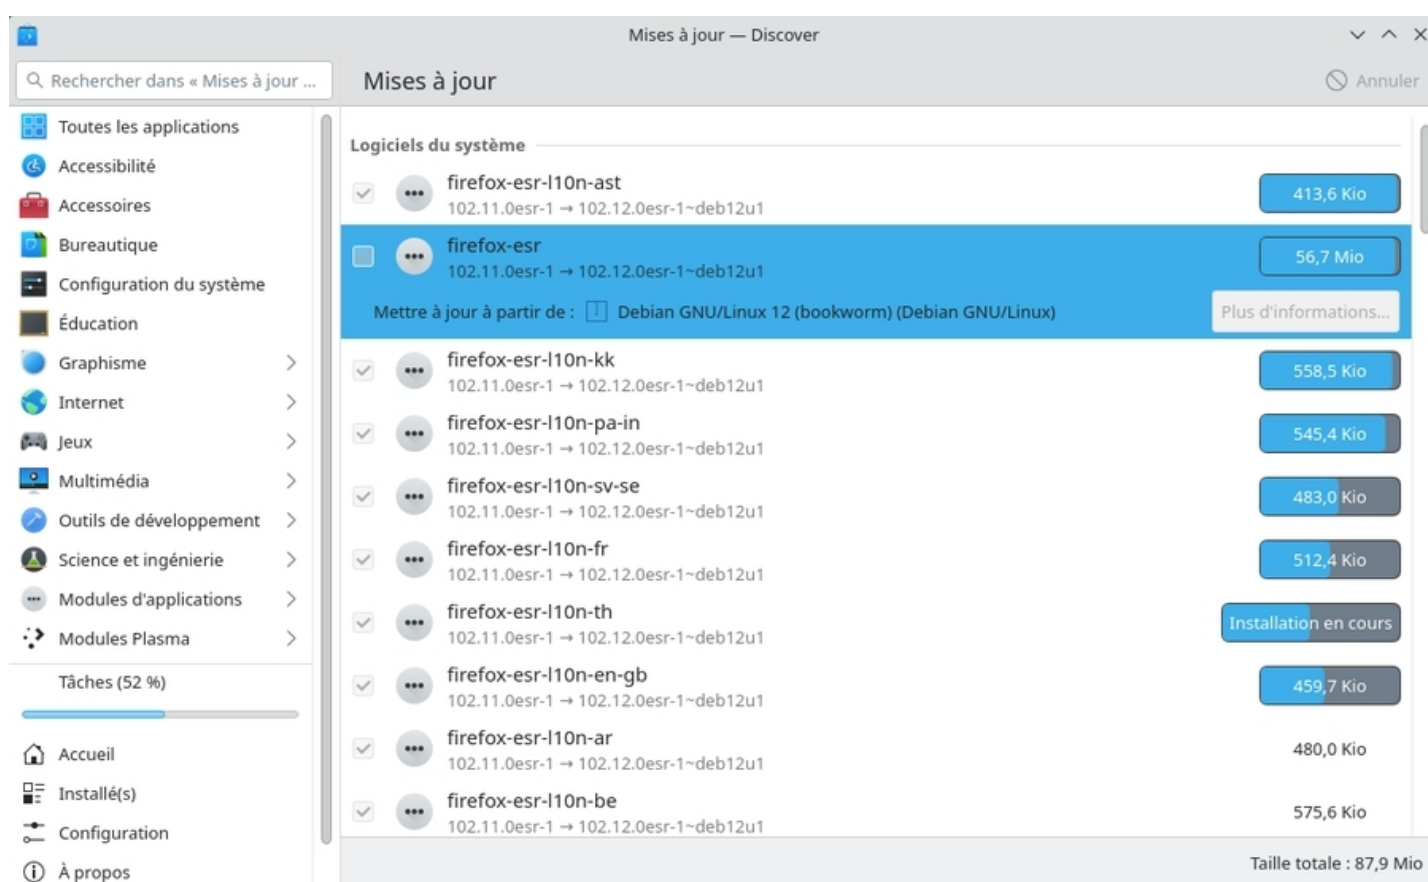 Mises à jour — Discover
Rechercher dans « Mises à jour ...
Mises à jour
Annuler
Toutes les applications
Accessibilité
Accessoires
Bureautique
Configuration du système
Éducation
Graphisme
Internet
Jeux
Multimédia
Outils de développement
Science et ingénierie
Modules d'applications
Modules Plasma
Tâches (52 %)
Accueil
Installé(s)
Configuration
À propos
Logiciels du système
firefox-esr-l10n-ast
102.11.0esr-1 → 102.12.0esr-1~deb12u1
413,6 Kio
firefox-esr
102.11.0esr-1 → 102.12.0esr-1~deb12u1
56,7 Mio
Mettre à jour à partir de : Debian GNU/Linux 12 (bookworm) (Debian GNU/Linux)
Plus d'informations...
firefox-esr-l10n-kk
102.11.0esr-1 → 102.12.0esr-1~deb12u1
558,5 Kio
firefox-esr-l10n-pa-in
102.11.0esr-1 → 102.12.0esr-1~deb12u1
545,4 Kio
firefox-esr-l10n-sv-se
102.11.0esr-1 → 102.12.0esr-1~deb12u1
483,0 Kio
firefox-esr-l10n-fr
102.11.0esr-1 → 102.12.0esr-1~deb12u1
512,4 Kio
firefox-esr-l10n-th
102.11.0esr-1 → 102.12.0esr-1~deb12u1
Installation en cours
firefox-esr-l10n-en-gb
102.11.0esr-1 → 102.12.0esr-1~deb12u1
459,7 Kio
firefox-esr-l10n-ar
102.11.0esr-1 → 102.12.0esr-1~deb12u1
480,0 Kio
firefox-esr-l10n-be
102.11.0esr-1 → 102.12.0esr-1~deb12u1
575,6 Kio
Taille totale : 87,9 Mio